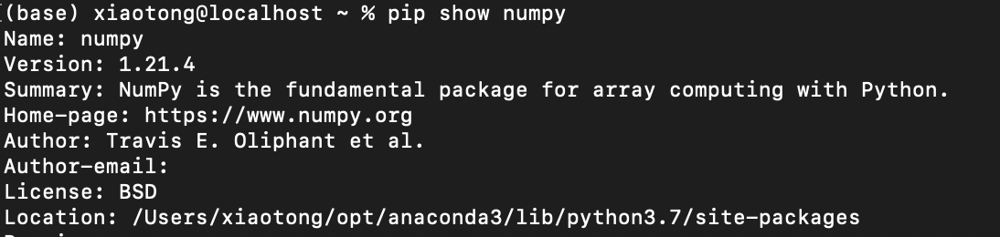 (base) xiaotong@localhost ~ % pip show numpy
Name: numpy
Version: 1.21.4
Summary: NumPy is the fundamental package for array computing with Python.
Home-page: https://www.numpy.org
Author: Travis E. Oliphant et al.
Author-email:
License: BSD
Location: /Users/xiaotong/opt/anaconda3/lib/python3.7/site-packages